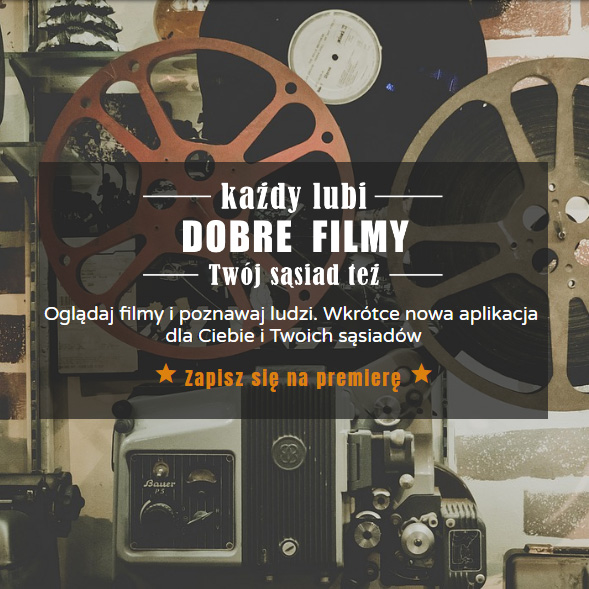 każdy lubi
DOBRE FILMY
Twój sąsiad też
Oglądaj filmy i poznawaj ludzi. Wkrótce nowa aplikacja
dla Ciebie i Twoich sąsiadów
Zapisz się na premierę
Bauer
P5